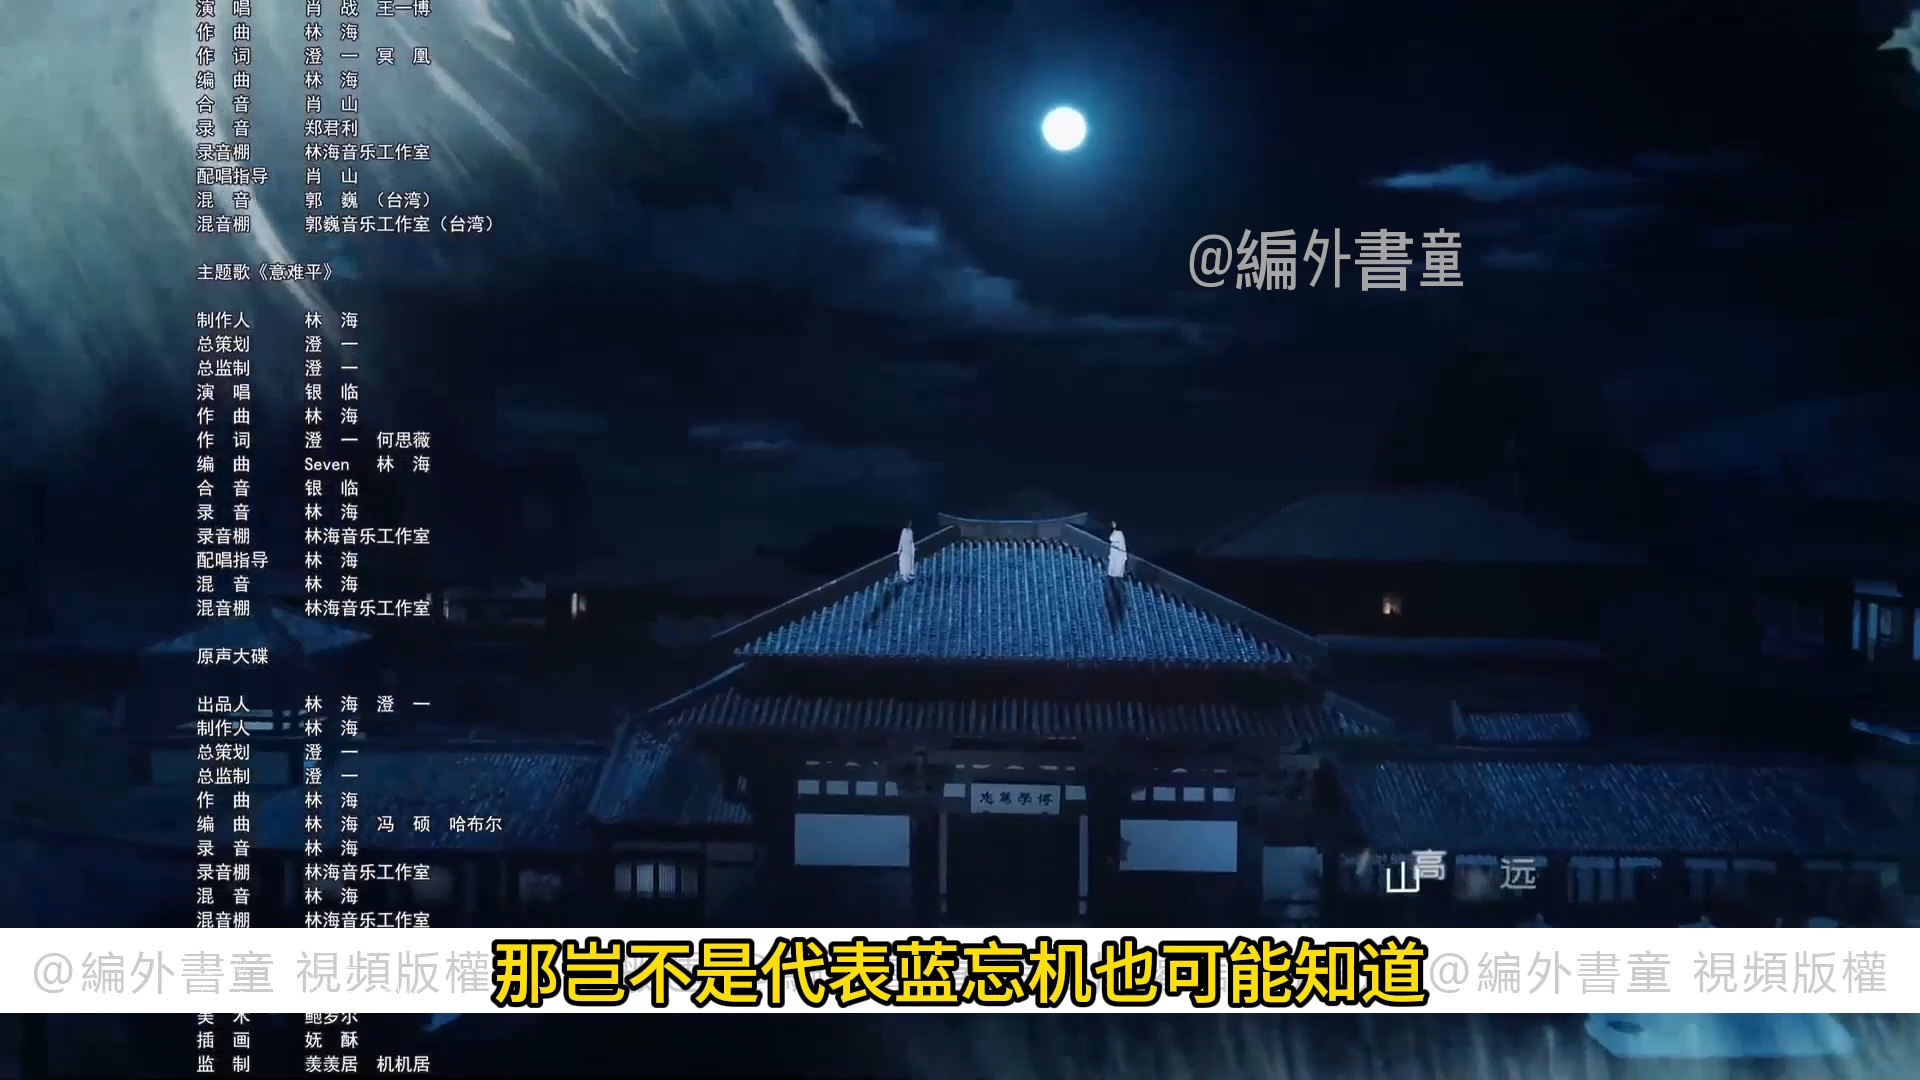 演　唱　　　肖　战　王一博
作　曲　　　林　海
作　词　　　澄　一　冥　凰
编　曲　　　林　海
合　音　　　肖　山
录　音　　　郑君利
录音棚　　　林海音乐工作室
配唱指导　　肖　山
混　音　　　郭　巍（台湾）
混音棚　　　郭巍音乐工作室（台湾）
@編外書童
主题歌《意难平》
制作人　　　林　海
总策划　　　澄　一
总监制　　　澄　一
演　唱　　　银　临
作　曲　　　林　海
作　词　　　澄　一　何思薇
编　曲　　　Seven　林　海
合　音　　　银　临
录　音　　　林　海
录音棚　　　林海音乐工作室
配唱指导　　林　海
混　音　　　林　海
混音棚　　　林海音乐工作室
原声大碟
出品人　　　林　海　澄　一
制作人　　　林　海
总策划　　　澄　一
总监制　　　澄　一
作　曲　　　林　海
编　曲　　　林　海　冯　硕　哈布尔
录　音　　　林　海
录音棚　　　林海音乐工作室
混　音　　　林　海
混音棚　　　林海音乐工作室
志篤學博
山高　远
@編外書童 視頻版權
那岂不是代表蓝忘机也可能知道
@編外書童 視頻版權
美　术　　　鲍罗尔
插　画　　　妩　酥
监　制　　　羡羡居　机机居